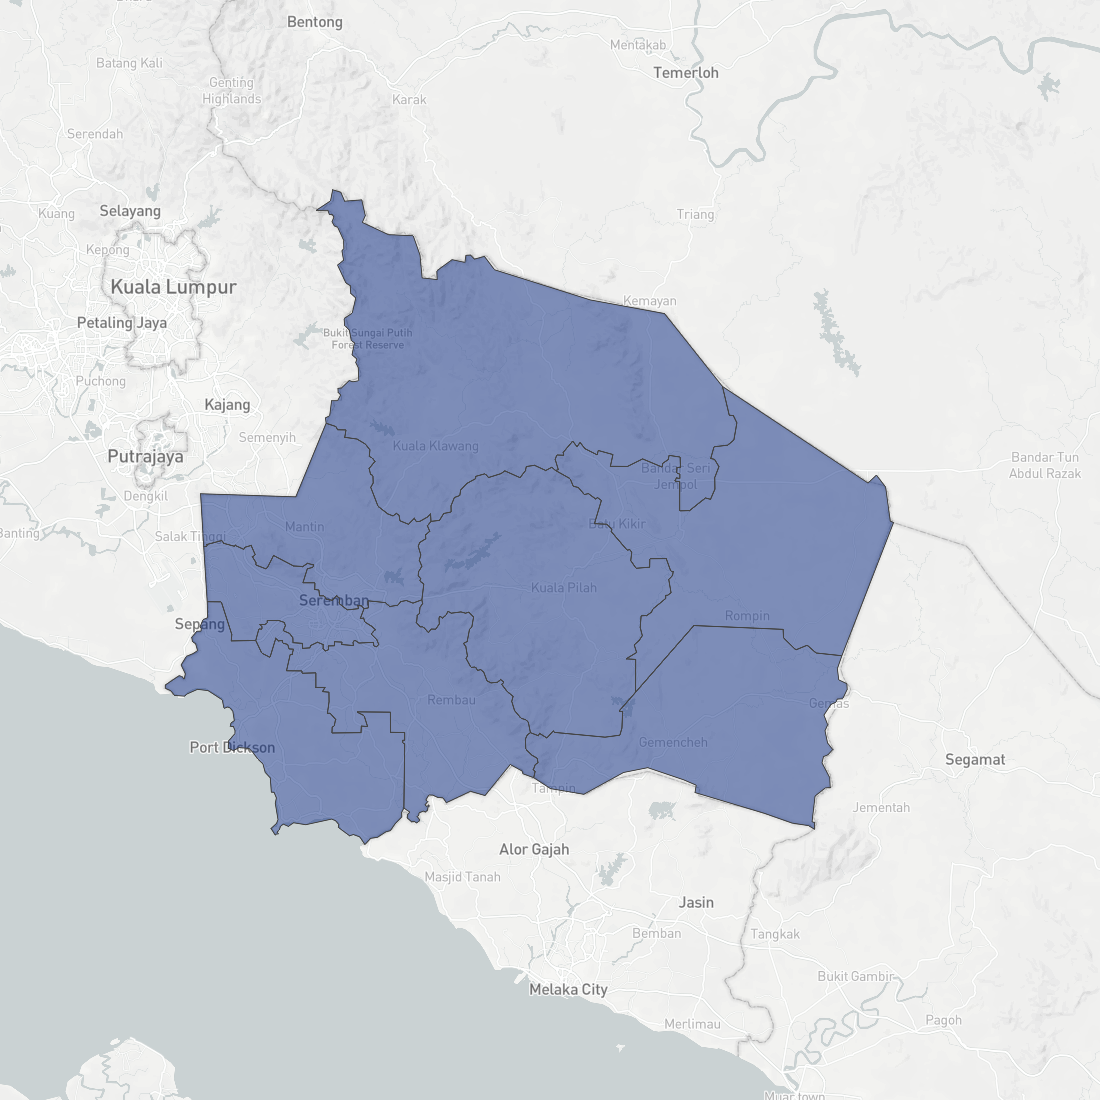 Bentong
Mentakab
Batang Kali
Temerloh
Genting
Highlands
Karak
Serendah
Selayang
Kuang
Triang
Kepong
Kuala Lumpur
Kemayan
Petaling Jaya
Bukit Sungai Putih
Forest Reserve
Puchong
Kajang
Semenyih
Kuala Klawang
Putrajaya
Bandar Tun
Abdul Razak
Bandar Seri
Jempol
Dengkil
Mantin
Batu Kikir
Banting
Salak Tinggi
Kuala Pilah
Seremban
Rompin
Sepang
Rembau
Gemas
Gemencheh
Port Dickson
Segamat
Tampin
Jementah
Alor Gajah
Masjid Tanah
Jasin
Bemban
Tangkak
Bukit Gambir
Melaka City
Merlimau
Pagoh
Muar town